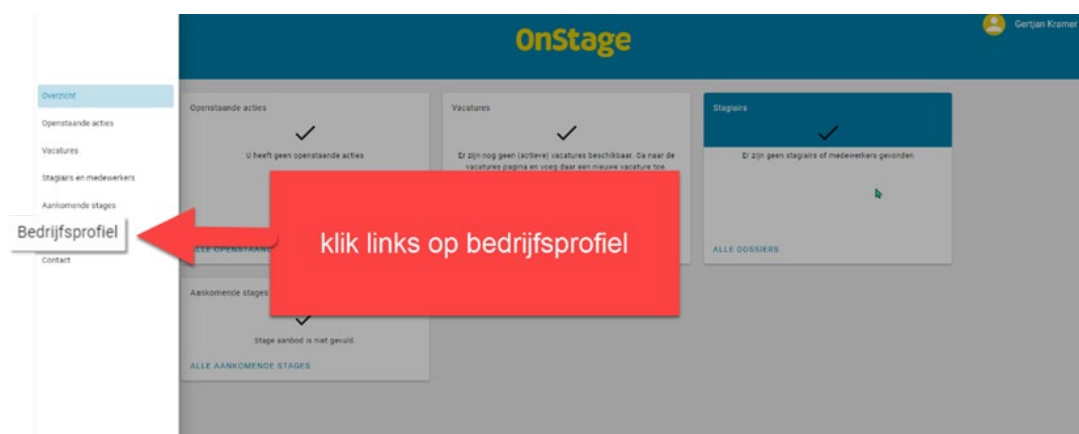 OnStage
Gertjan Kramer
Overzicht
Openstaande acties
Vacatures
Stagiairs en medewerkers
Aankomende stages
Bedrijfsprofiel
Contact
Openstaande acties
U heeft geen openstaande acties
Vacatures
Er zijn nog geen (actieve) vacatures beschikbaar. Ga naar de
vacatures pagina en voeg daar een nieuwe vacature toe.
Stagiairs
Er zijn geen stagiairs of medewerkers gevonden
ALLE DOSSIERS
klik links op bedrijfsprofiel
Aankomende stages
Stage aanbod is niet gevuld
ALLE AANKOMENDE STAGES